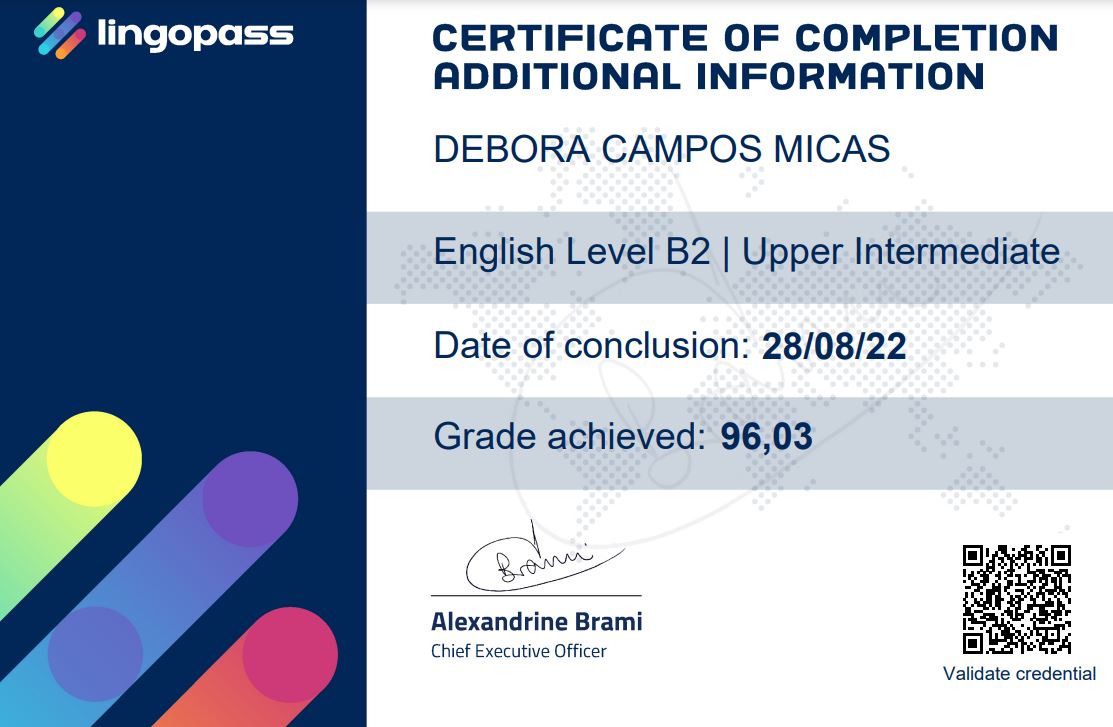 lingopass
CERTIFICATE OF COMPLETION
ADDITIONAL INFORMATION
DEBORA CAMPOS MICAS
English Level B2 | Upper Intermediate
Date of conclusion: 28/08/22
Grade achieved: 96,03
Brami
Alexandrine Brami
Chief Executive Officer
Validate credential